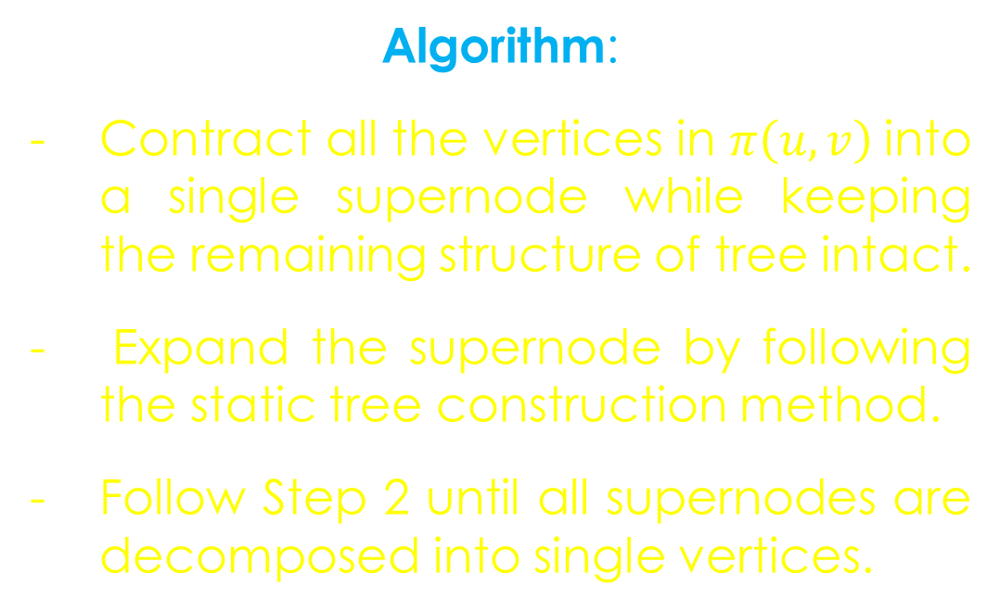 Algorithm:
- Contract all the vertices in 𝜋(𝑢, 𝑣) into
a single supernode while keeping
the remaining structure of tree intact.
- Expand the supernode by following
the static tree construction method.
- Follow Step 2 until all supernodes are
decomposed into single vertices.